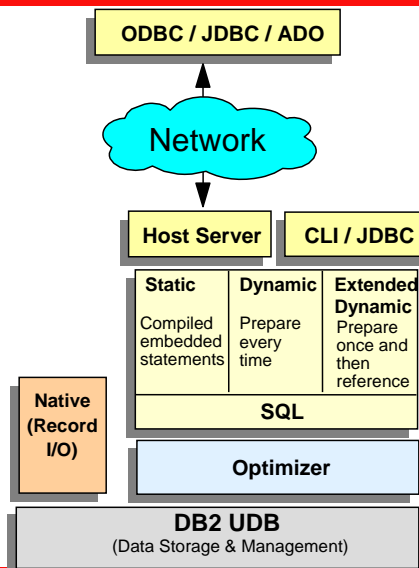 ODBC / JDBC / ADO
Network
Host Server
CLI / JDBC
Static
Compiled
embedded
statements
Dynamic
Prepare
every
time
Extended
Dynamic
Prepare
once and
then
reference
SQL
Native
(Record
I/O)
Optimizer
DB2 UDB
(Data Storage & Management)